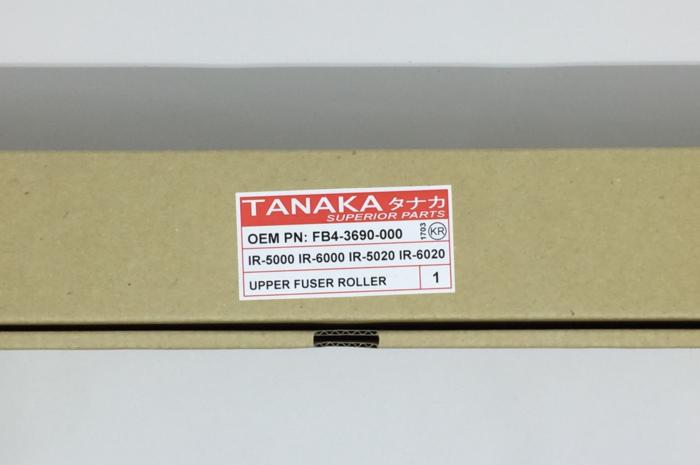 TANAKA タナカ
SUPERIOR PARTS
OEM PN: FB4-3690-000 1703 KR
IR-5000 IR-6000 IR-5020 IR-6020
UPPER FUSER ROLLER 1